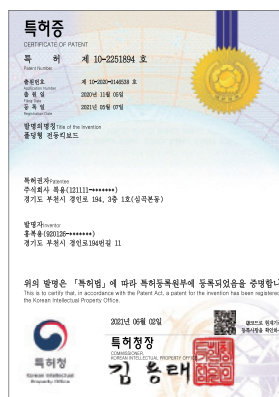 특허증
CERTIFICATE OF PATENT
특 허 제 10-2251894 호
Patent Number
출원번호 제 10-2020-0146538 호
Application Number
출 원 일 2020년 11월 05일
Filing Date
등 록 일 2021년 05월 07일
Registration Date
발명의명칭 Title of the Invention
폴딩형 전동킥보드
특허권자 Patentee
주식회사 폭용(121111-*******)
경기도 부천시 경인로 194, 3층 1호(심곡본동)
발명자 Inventor
홍복용(920126-*******)
경기도 부천시 경인로194번길 11
위의 발명은 「특허법」에 따라 특허등록원부에 등록되었음을 증명합니
This is to certify that, in accordance with the Patent Act, a patent for the invention has been registered
the Korean Intellectual Property Office.
2021년 06월 02일
특허청
Korean Intellectual
Property Office
특허청장
COMMISSIONER,
KOREAN INTELLECTUAL PROPERTY OFFICE
김용래